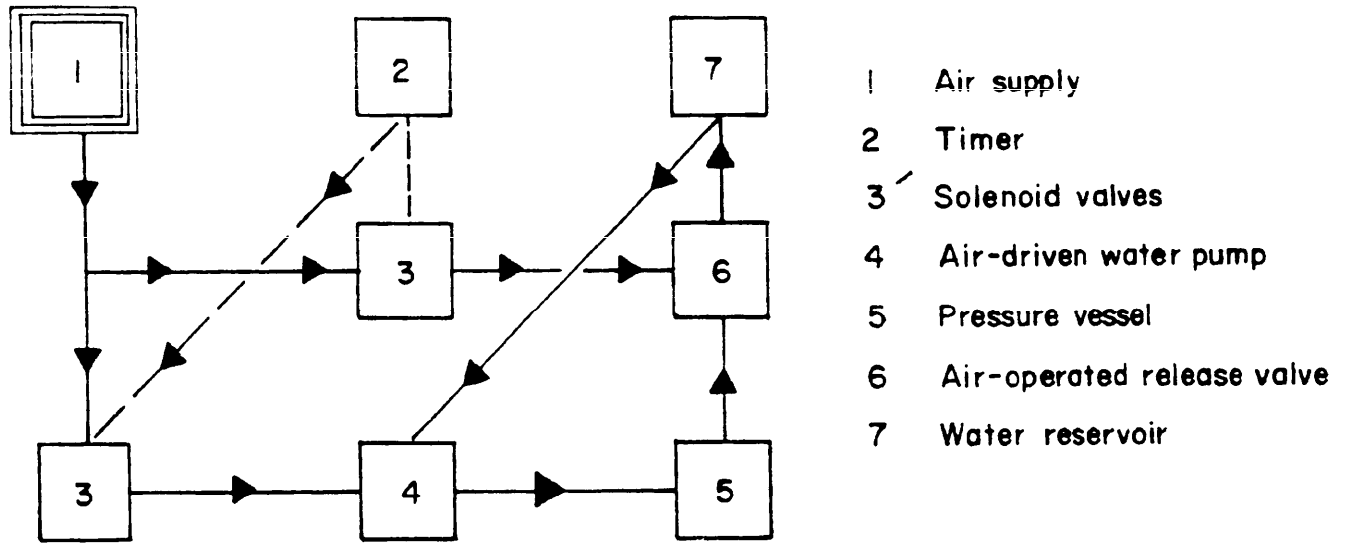 1
2
7
3
6
3
4
5
1 Air supply
2 Timer
3 Solenoid valves
4 Air-driven water pump
5 Pressure vessel
6 Air-operated release valve
7 Water reservoir